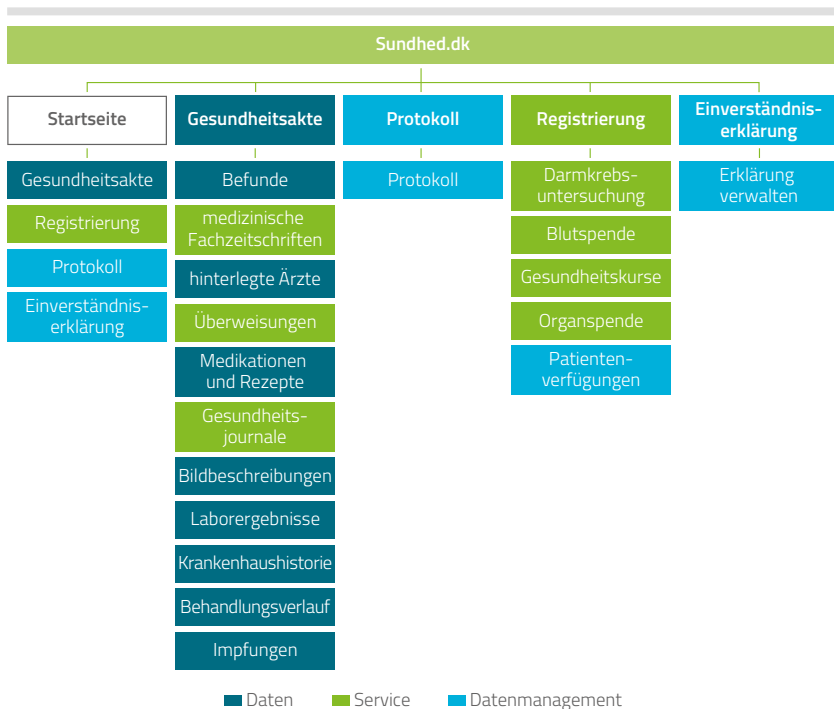 Sundhed.dk
Startseite
Gesundheitsakte
Registrierung
Protokoll
Einverständnis-
erklärung
Gesundheitsakte
Befunde
medizinische
Fachzeitschriften
hinterlegte Ärzte
Überweisungen
Medikationen
und Rezepte
Gesundheits-
journale
Bildbeschreibungen
Laborergebnisse
Krankenhaushistorie
Behandlungsverlauf
Impfungen
Protokoll
Protokoll
Registrierung
Darmkrebs-
untersuchung
Blutspende
Gesundheitskurse
Organspende
Patienten-
verfügungen
Einverständnis-
erklärung
Erklärung
verwalten
Daten
Service
Datenmanagement